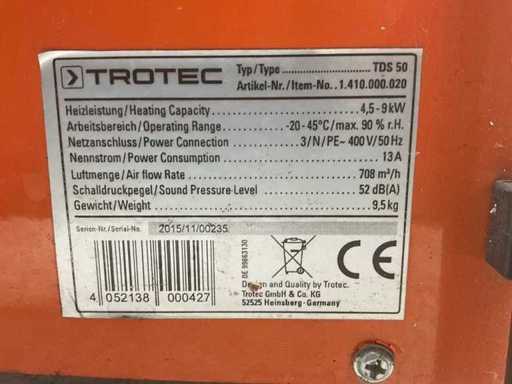 TROTEC
Typ/Type ........................ TDS 50
Artikel-Nr./Item-No.. 1.410.000.020
Heizleistung/Heating Capacity ........................ 4,5 - 9 kW
Arbeitsbereich/Operating Range ............ -20 - 45°C/max. 90 % r.H.
Netzanschluss/Power Connection ............ 3/N/PE~ 400 V/50 Hz
Nennstrom/Power Consumption ........................ 13 A
Luftmenge/Air flow Rate ........................ 708 m³/h
Schalldruckpegel/Sound Pressure-Level ............ 52 dB(A)
Gewicht/Weight ........................ 9,5 kg
Serien-Nr./Serial-No. 2015/11/00235
DE 99863130
CE
4 052138 000427
Design and Quality by Trotec.
Trotec GmbH & Co. KG
52525 Heinsberg - Germany